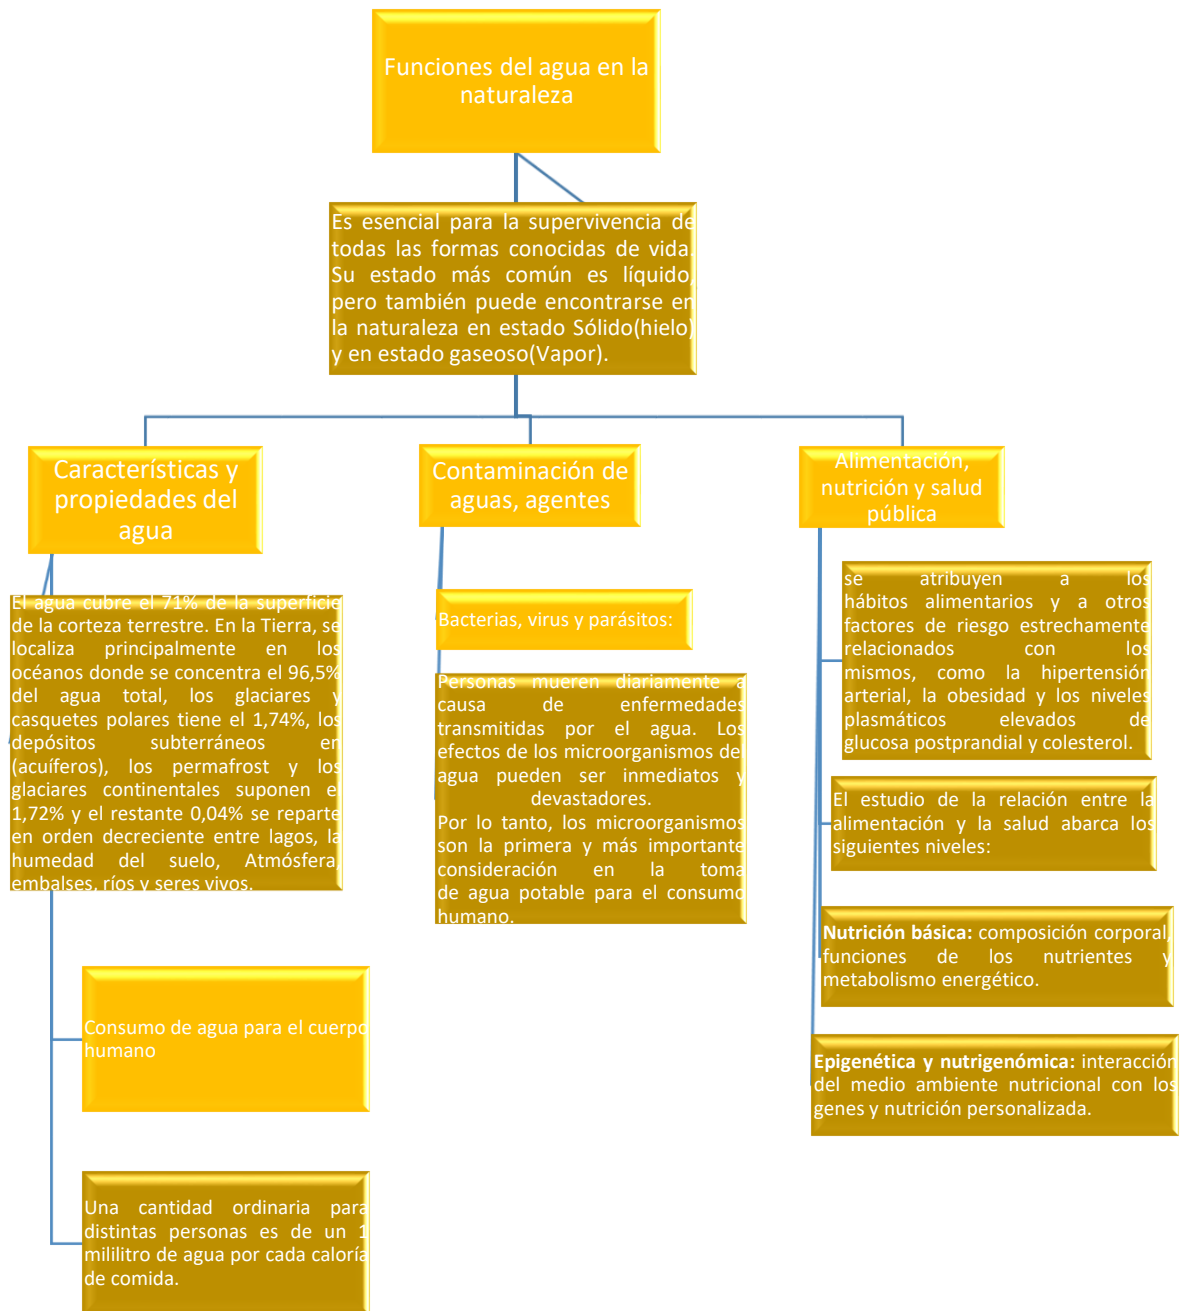 Funciones del agua en la
naturaleza
Es esencial para la supervivencia de
todas las formas conocidas de vida.
Su estado más común es líquido,
pero también puede encontrarse en
la naturaleza en estado Sólido(hielo)
y en estado gaseoso(Vapor).
Características y
propiedades del
agua
El agua cubre el 71% de la superficie
de la corteza terrestre. En la Tierra, se
localiza principalmente en los
océanos donde se concentra el 96,5%
del agua total, los glaciares y
casquetes polares tiene el 1,74%, los
depósitos subterráneos en
(acuíferos), los permafrost y los
glaciares continentales suponen el
1,72% y el restante 0,04% se reparte
en orden decreciente entre lagos, la
humedad del suelo, Atmósfera,
embalses, ríos y seres vivos.
Consumo de agua para el cuerpo
humano
Una cantidad ordinaria para
distintas personas es de un 1
mililitro de agua por cada caloría
de comida.
Contaminación de
aguas, agentes
Bacterias, virus y parásitos:
Personas mueren diariamente a
causa de enfermedades
transmitidas por el agua. Los
efectos de los microorganismos del
agua pueden ser inmediatos y
devastadores.
Por lo tanto, los microorganismos
son la primera y más importante
consideración en la toma
de agua potable para el consumo
humano.
Alimentación,
nutrición y salud
pública
se atribuyen a los
hábitos alimentarios y a otros
factores de riesgo estrechamente
relacionados con los
mismos, como la hipertensión
arterial, la obesidad y los niveles
plasmáticos elevados de
glucosa postprandial y colesterol.
El estudio de la relación entre la
alimentación y la salud abarca los
siguientes niveles:
Nutrición básica: composición corporal,
funciones de los nutrientes y
metabolismo energético.
Epigenética y nutrigenómica: interacción
del medio ambiente nutricional con los
genes y nutrición personalizada.